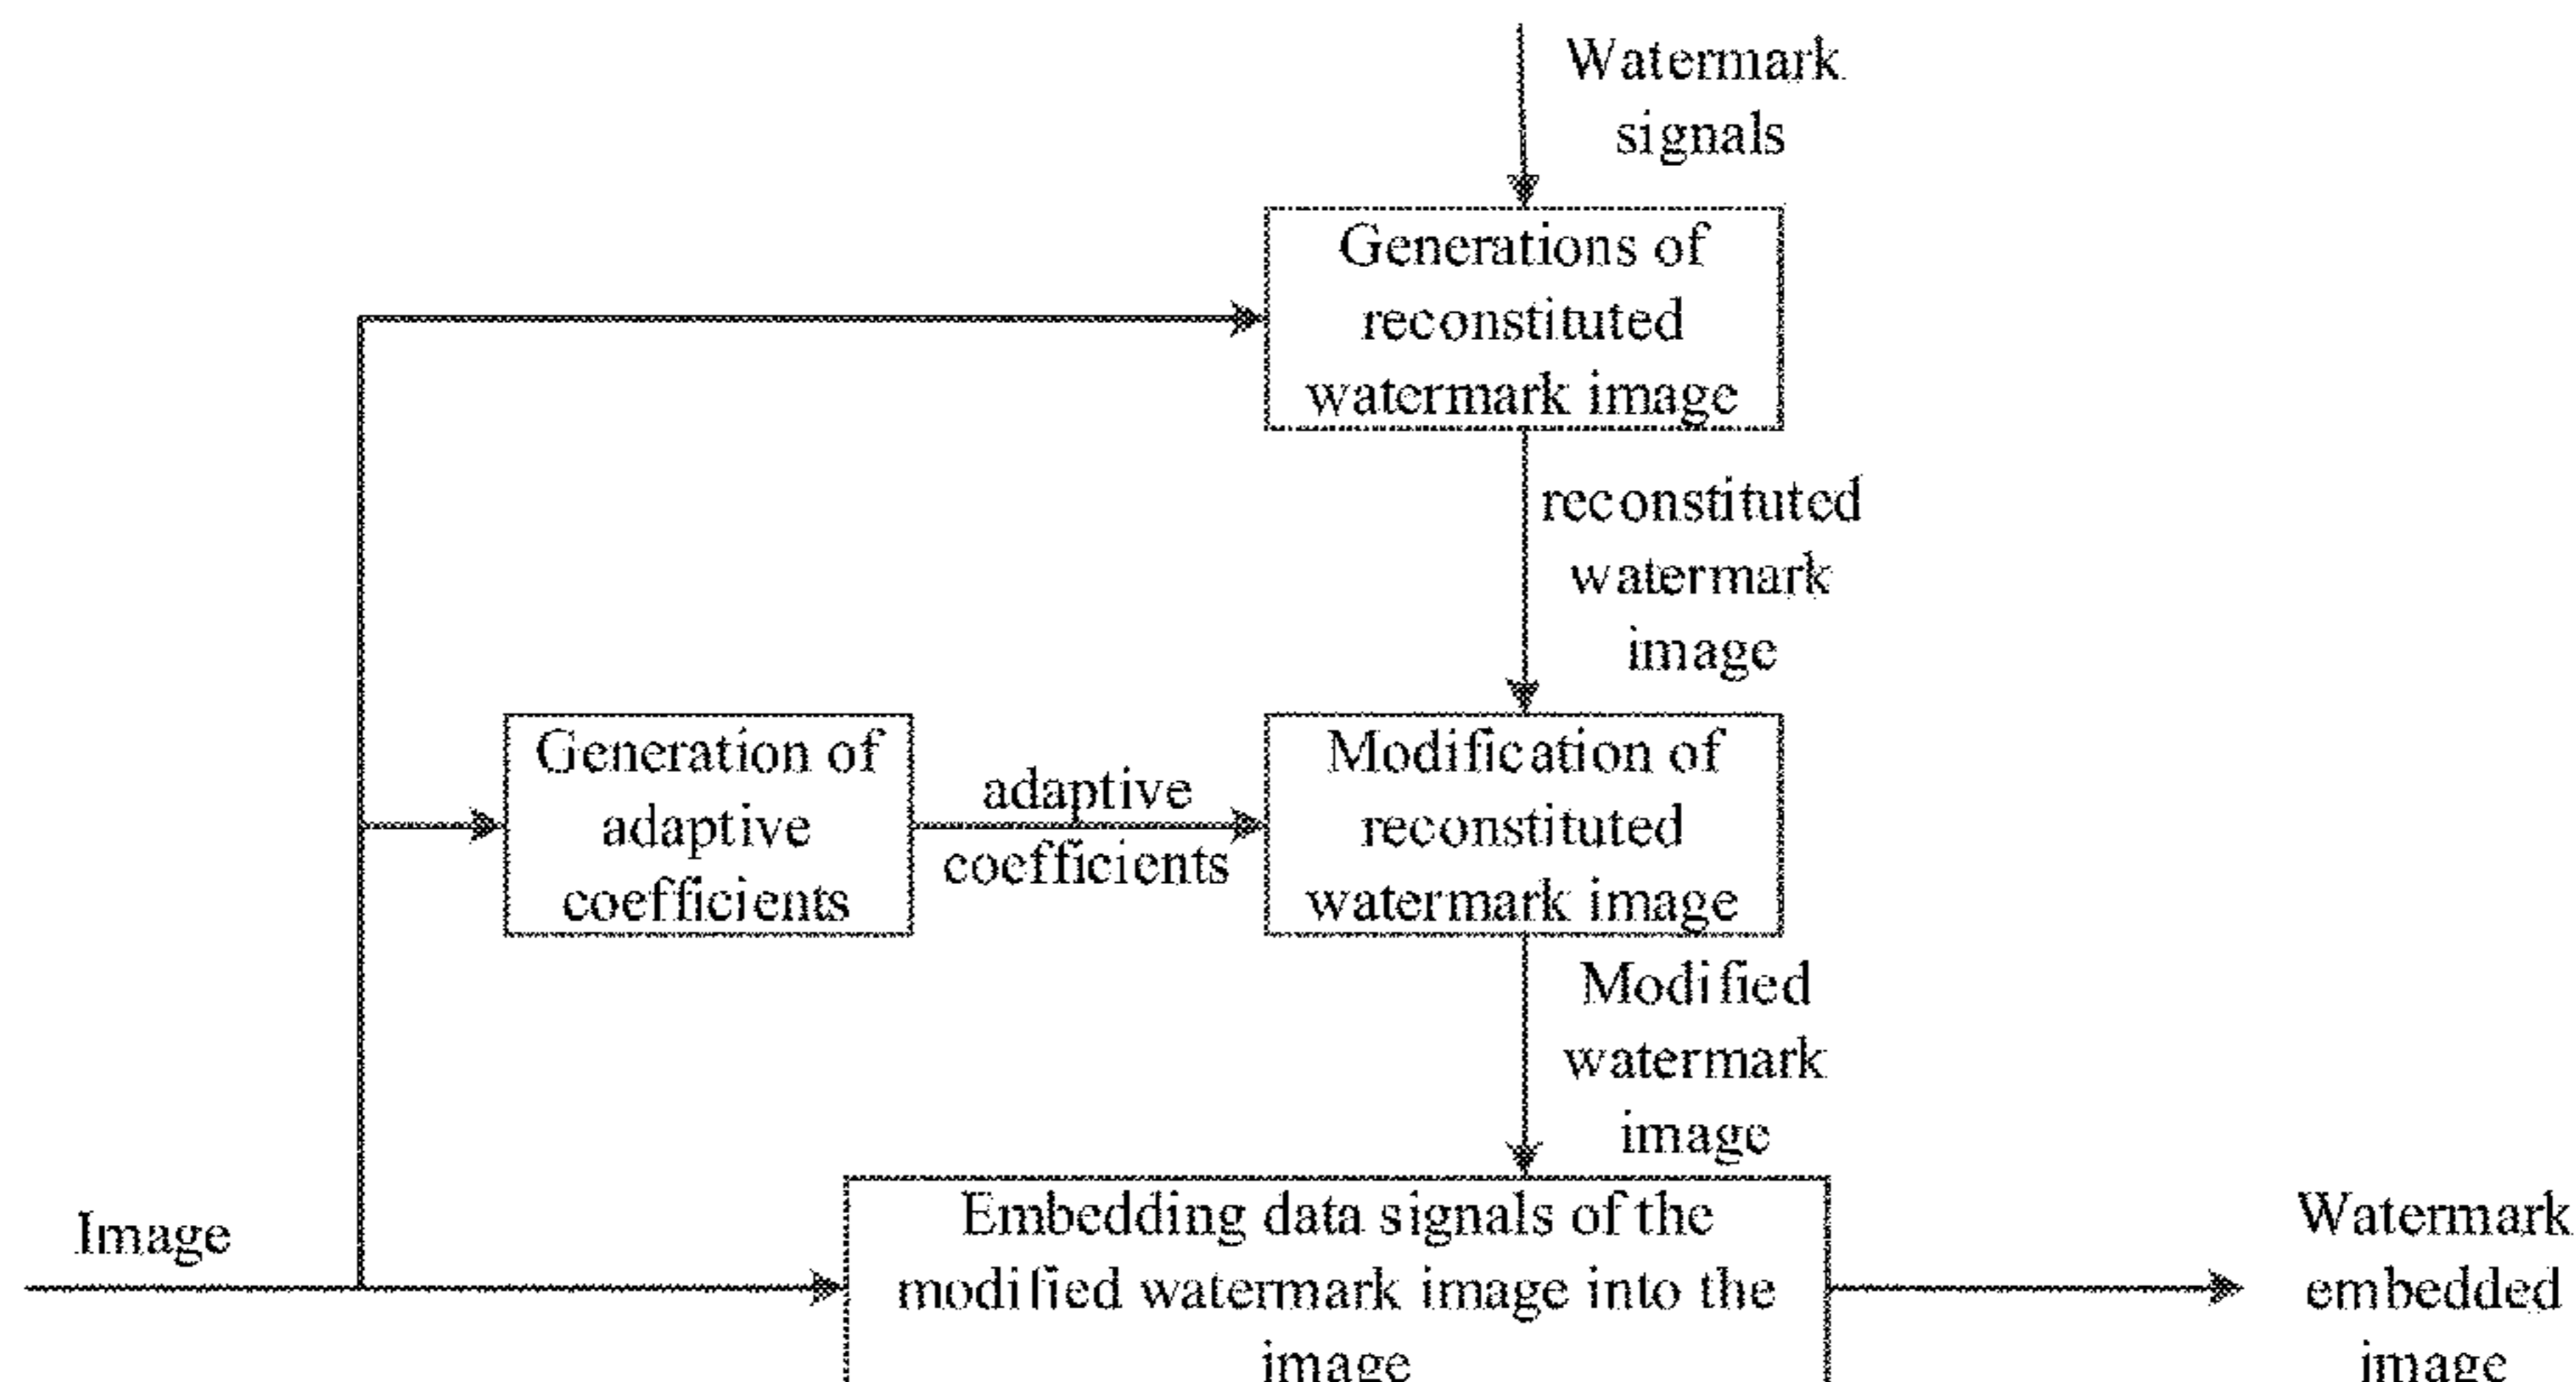 Watermark
signals
Generations of
reconstituted
watermark image
reconstituted
watermark
image
Generation of
adaptive
coefficients
adaptive
coefficients
Modification of
reconstituted
watermark image
Modified
watermark
image
Image
Embedding data signals of the
modified watermark image into the
image
Watermark
embedded
image